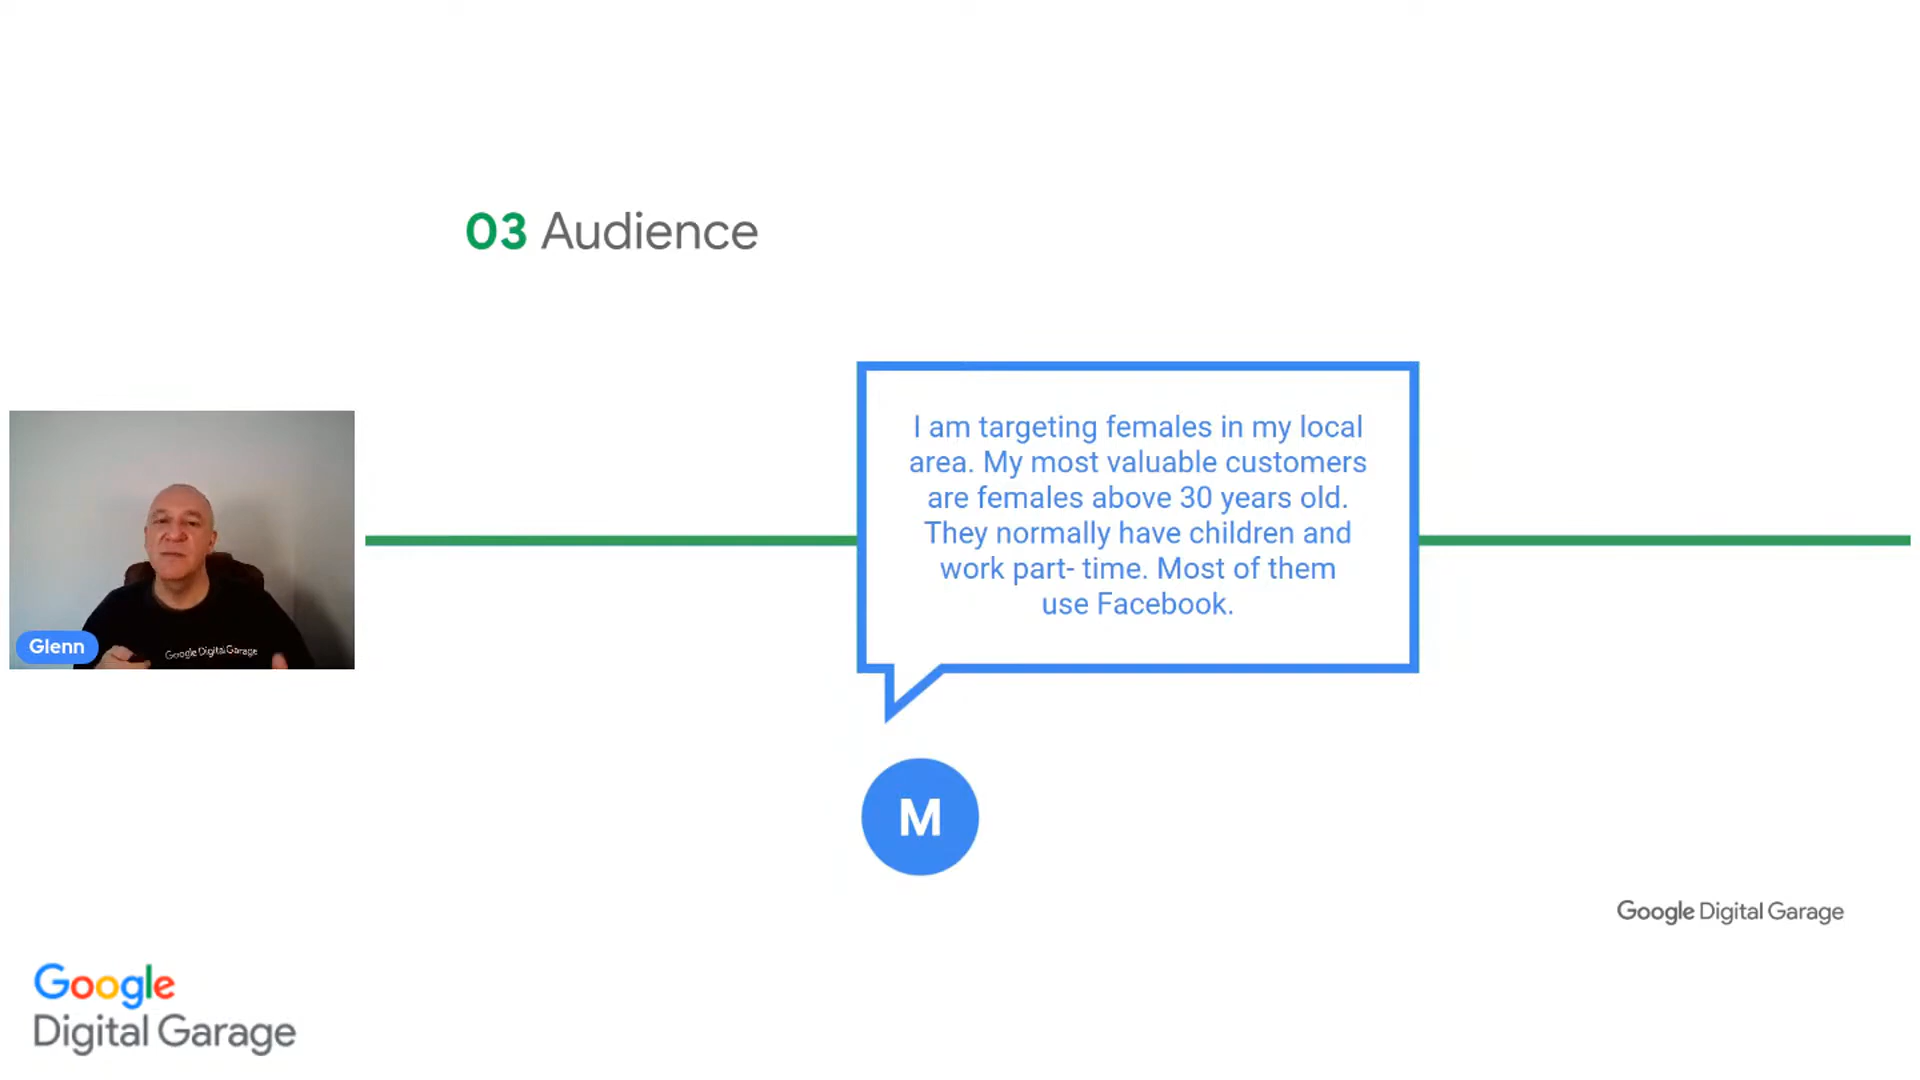 03 Audience
I am targeting females in my local
area. My most valuable customers
are females above 30 years old.
They normally have children and
work part- time. Most of them
use Facebook.
Glenn
Google Digital Garage
M
Google Digital Garage
Google
Digital Garage